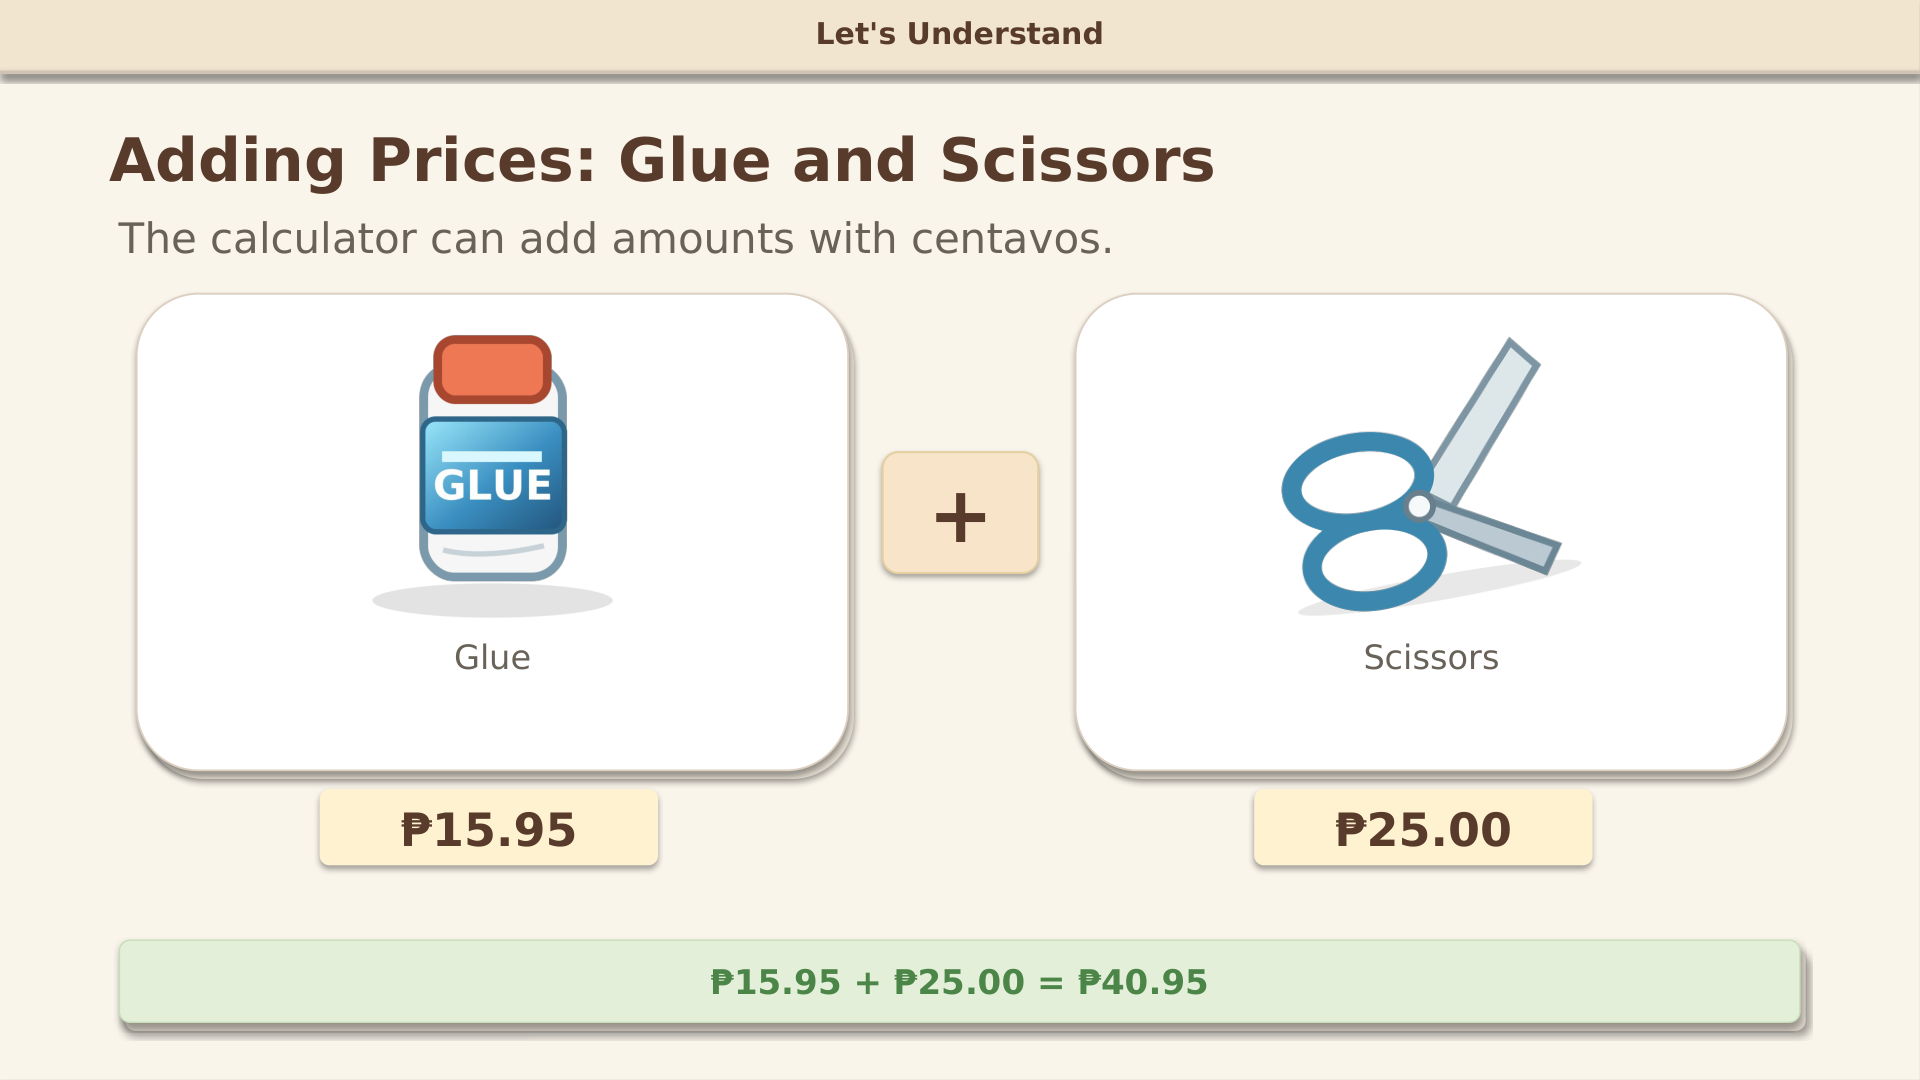 Let's Understand
Adding Prices: Glue and Scissors
The calculator can add amounts with centavos.
GLUE
+
Glue
Scissors
₱15.95
₱25.00
₱15.95 + ₱25.00 = ₱40.95